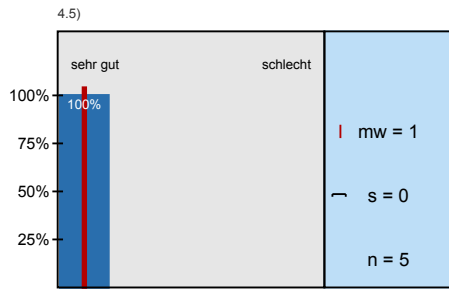 4.5)
sehr gut schlecht
100%
100%
75%
50%
25%
mw = 1
s = 0
n = 5